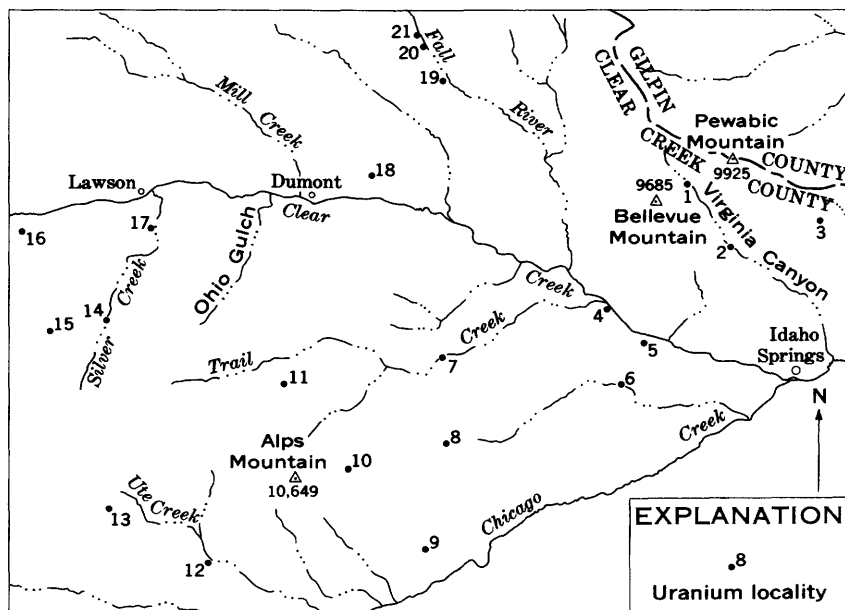 21
20
Fall
19
River
GILPIN
CLEAR
CREEK
COUNTY
COUNTY
Pewabic
Mountain
9925
Mill
Creek
18
Lawson
Dumont
Clear
9685
Bellevue
Mountain
1
Virginia Canyon
3
2
16
17
Ohio Gulch
Creek
14
15
Silver
Creek
4
5
Idaho
Springs
Trail
Creek
7
11
6
N
8
Creek
Alps
Mountain
10,649
10
Chicago
Ute Creek
13
9
12
EXPLANATION
8
Uranium locality